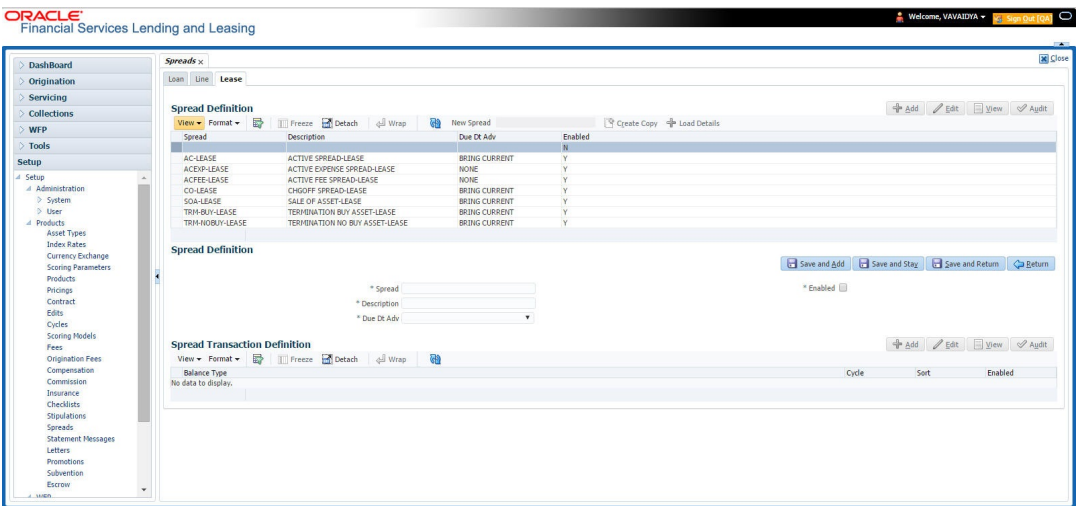 ORACLE
Financial Services Lending and Leasing
Welcome, VAVAIDYA
Sign Out [QA]
DashBoard
Origination
Servicing
Collections
WFP
Tools
Setup
Setup
Administration
System
User
Products
Asset Types
Index Rates
Currency Exchange
Scoring Parameters
Products
Pricings
Contract
Edits
Cycles
Scoring Models
Fees
Origination Fees
Compensation
Commission
Insurance
Checklists
Stipulations
Spreads
Statement Messages
Letters
Promotions
Subvention
Escrow
WFP
Spreads x
Close
Loan Line Lease
Spread Definition
Add Edit View Audit
View Format Freeze Detach Wrap New Spread Create Copy Load Details
Spread Description Due Dt Adv Enabled
N
AC-LEASE ACTIVE SPREAD-LEASE BRING CURRENT Y
ACEXP-LEASE ACTIVE EXPENSE SPREAD-LEASE NONE Y
ACFEE-LEASE ACTIVE FEE SPREAD-LEASE NONE Y
CO-LEASE CHGOFF SPREAD-LEASE BRING CURRENT Y
SOA-LEASE SALE OF ASSET-LEASE BRING CURRENT Y
TRM-BUY-LEASE TERMINATION BUY ASSET-LEASE BRING CURRENT Y
TRM-NOBUY-LEASE TERMINATION NO BUY ASSET-LEASE BRING CURRENT Y
Spread Definition
Save and Add Save and Stay Save and Return Return
* Spread
* Enabled
* Description
* Due Dt Adv
Spread Transaction Definition
Add Edit View Audit
View Format Freeze Detach Wrap
Balance Type Cycle Sort Enabled
No data to display.